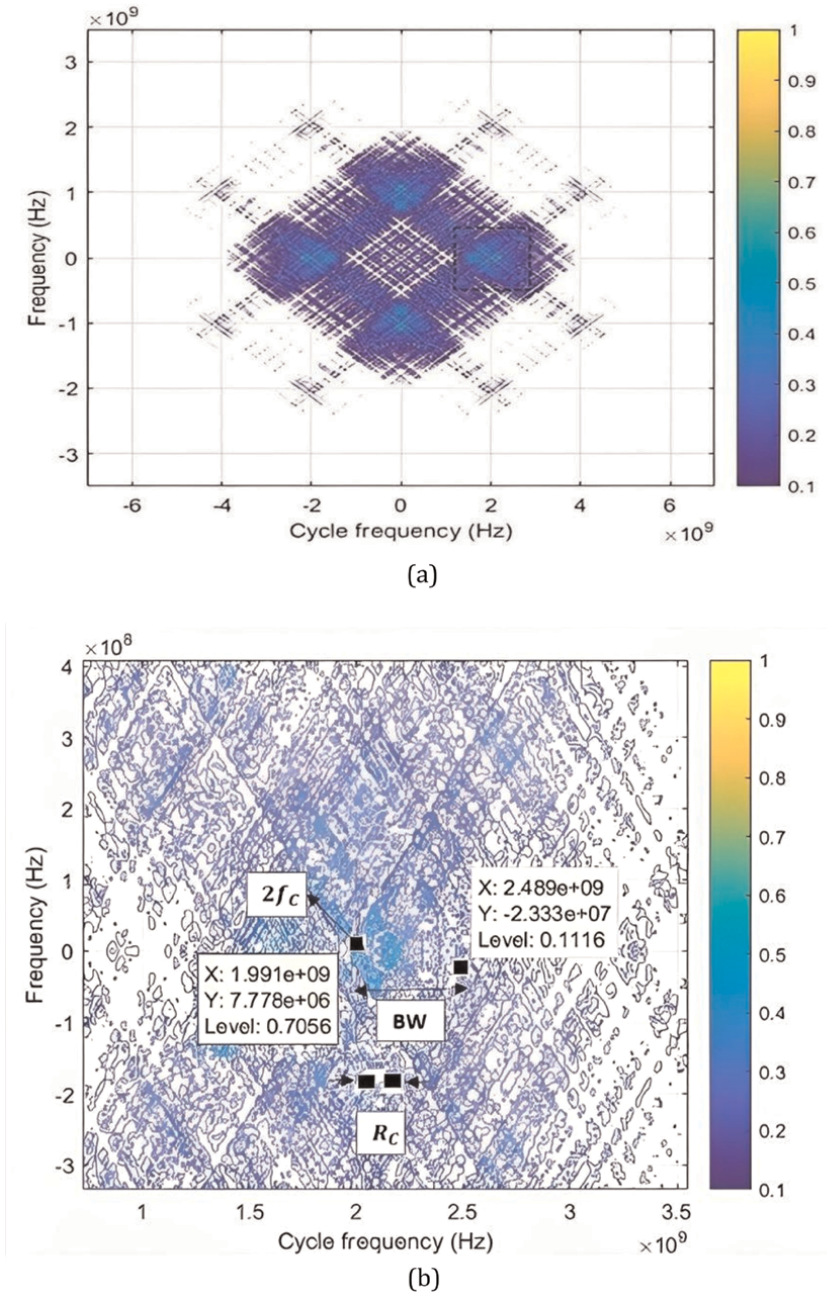 ×10⁹
3
2
1
0
-1
-2
-3
Frequency (Hz)
-6 -4 -2 0 2 4 6
Cycle frequency (Hz)
×10⁹
1
0.9
0.8
0.7
0.6
0.5
0.4
0.3
0.2
0.1
(a)
×10⁸
4
3
2
1
0
-1
-2
-3
Frequency (Hz)
2f_C
X: 2.489e+09
Y: -2.333e+07
Level: 0.1116
X: 1.991e+09
Y: 7.778e+06
Level: 0.7056
BW
R_C
1 1.5 2 2.5 3 3.5
Cycle frequency (Hz)
×10⁹
1
0.9
0.8
0.7
0.6
0.5
0.4
0.3
0.2
0.1
(b)